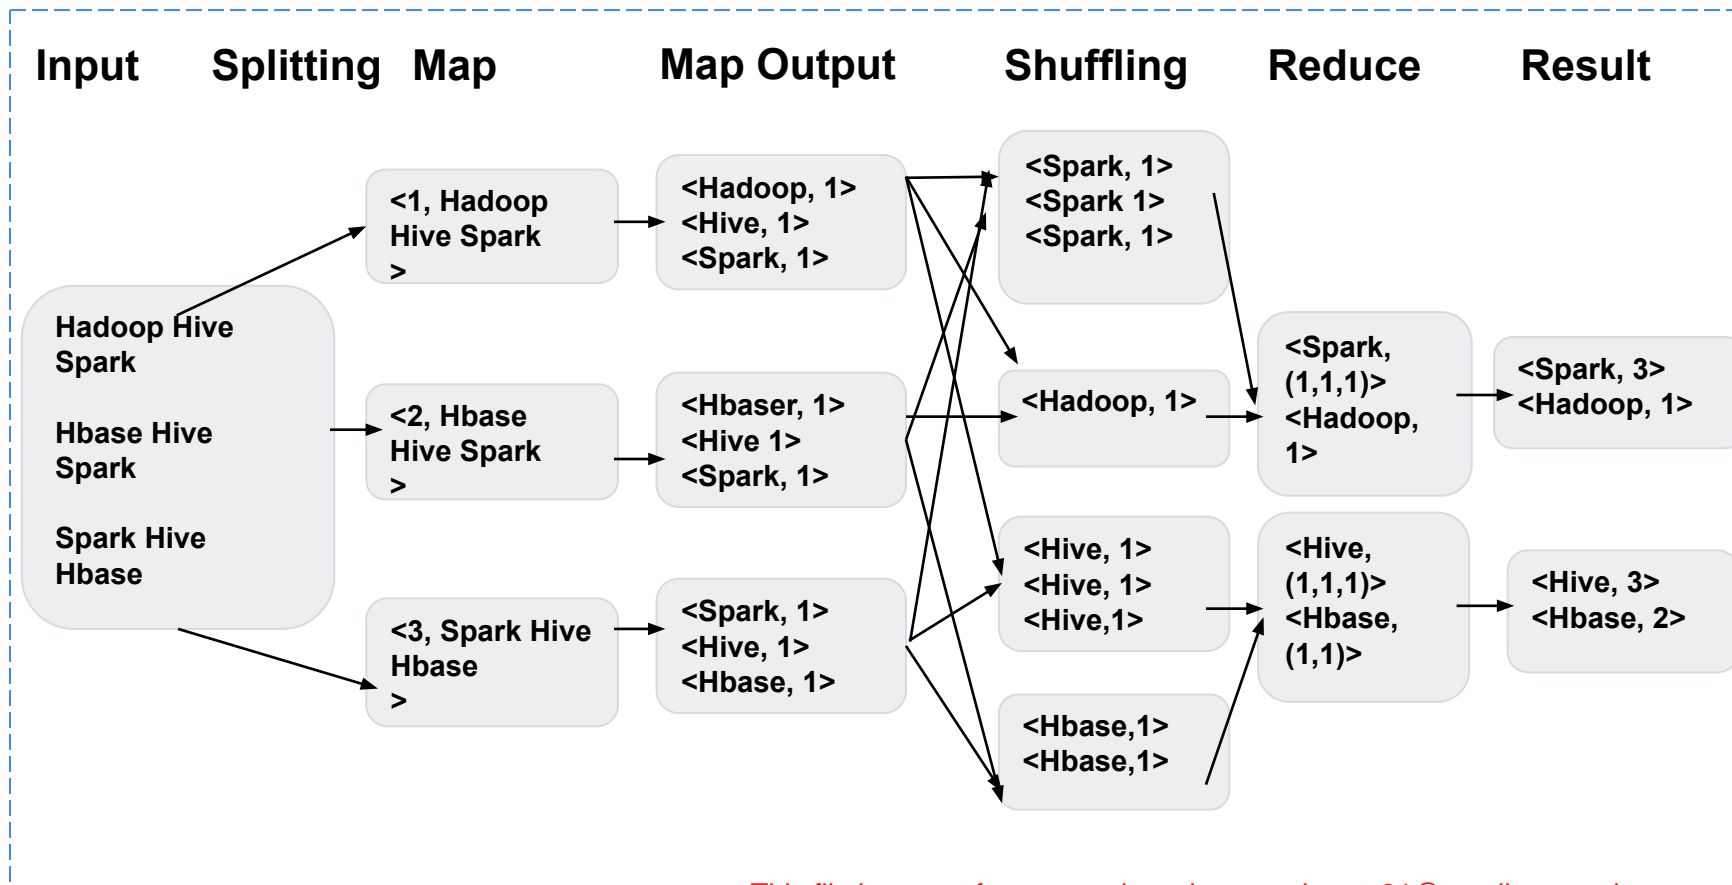 Input Splitting Map Map Output Shuffling Reduce Result
Hadoop Hive
Spark
Hbase Hive
Spark
Spark Hive
Hbase
<1, Hadoop
Hive Spark
>
<2, Hbase
Hive Spark
>
<3, Spark Hive
Hbase
>
<Hadoop, 1>
<Hive, 1>
<Spark, 1>
<Hbaser, 1>
<Hive 1>
<Spark, 1>
<Spark, 1>
<Hive, 1>
<Hbase, 1>
<Spark, 1>
<Spark 1>
<Spark, 1>
<Hadoop, 1>
<Hive, 1>
<Hive, 1>
<Hive,1>
<Hbase,1>
<Hbase,1>
<Spark,
(1,1,1)>
<Hadoop,
1>
<Hive,
(1,1,1)>
<Hbase,
(1,1)>
<Spark, 3>
<Hadoop, 1>
<Hive, 3>
<Hbase, 2>